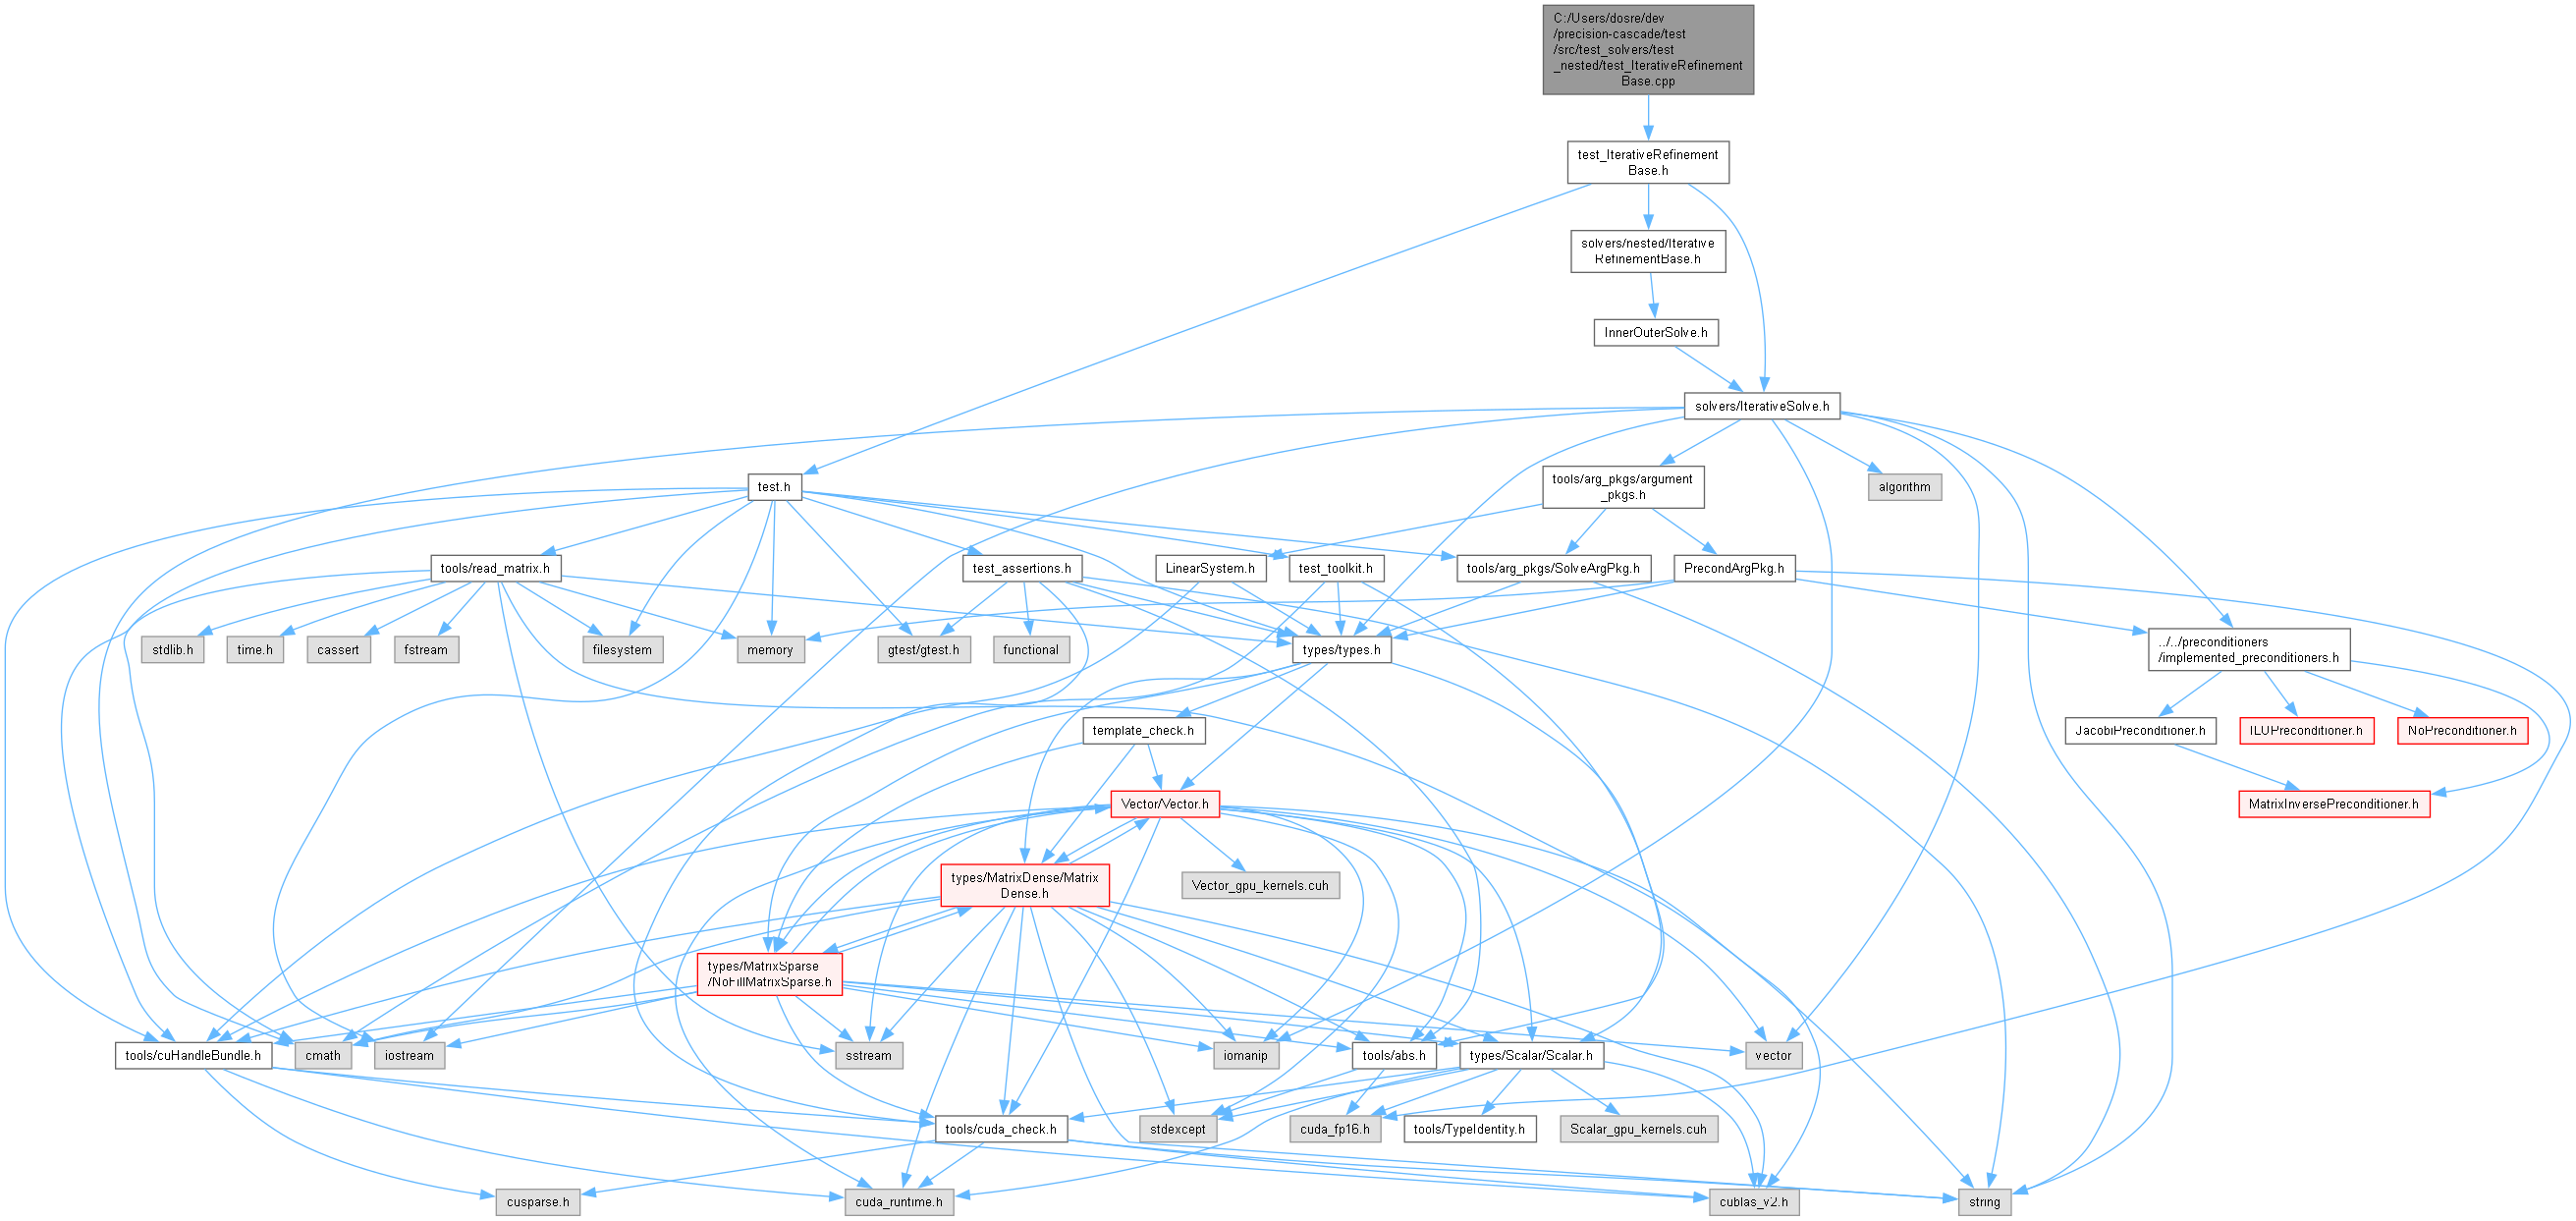 C:/Users/dosre/dev
/precision-cascade/test
/src/test_solvers/test
_nested/test_IterativeRefinement
Base.cpp
test_IterativeRefinement
Base.h
solvers/nested/Iterative
RefinementBase.h
InnerOuterSolve.h
solvers/IterativeSolve.h
test.h
tools/arg_pkgs/argument
_pkgs.h
algorithm
tools/read_matrix.h
test_assertions.h
LinearSystem.h
test_toolkit.h
tools/arg_pkgs/SolveArgPkg.h
PrecondArgPkg.h
stdlib.h
time.h
cassert
fstream
filesystem
memory
gtest/gtest.h
functional
types/types.h
../../preconditioners
/implemented_preconditioners.h
template_check.h
JacobiPreconditioner.h
ILUPreconditioner.h
NoPreconditioner.h
Vector/Vector.h
MatrixInversePreconditioner.h
types/MatrixDense/Matrix
Dense.h
Vector_gpu_kernels.cuh
types/MatrixSparse
/NoFillMatrixSparse.h
tools/cuHandleBundle.h
cmath
iostream
sstream
iomanip
tools/abs.h
types/Scalar/Scalar.h
vector
tools/cuda_check.h
stdexcept
cuda_fp16.h
tools/TypeIdentity.h
Scalar_gpu_kernels.cuh
cusparse.h
cuda_runtime.h
cublas_v2.h
string